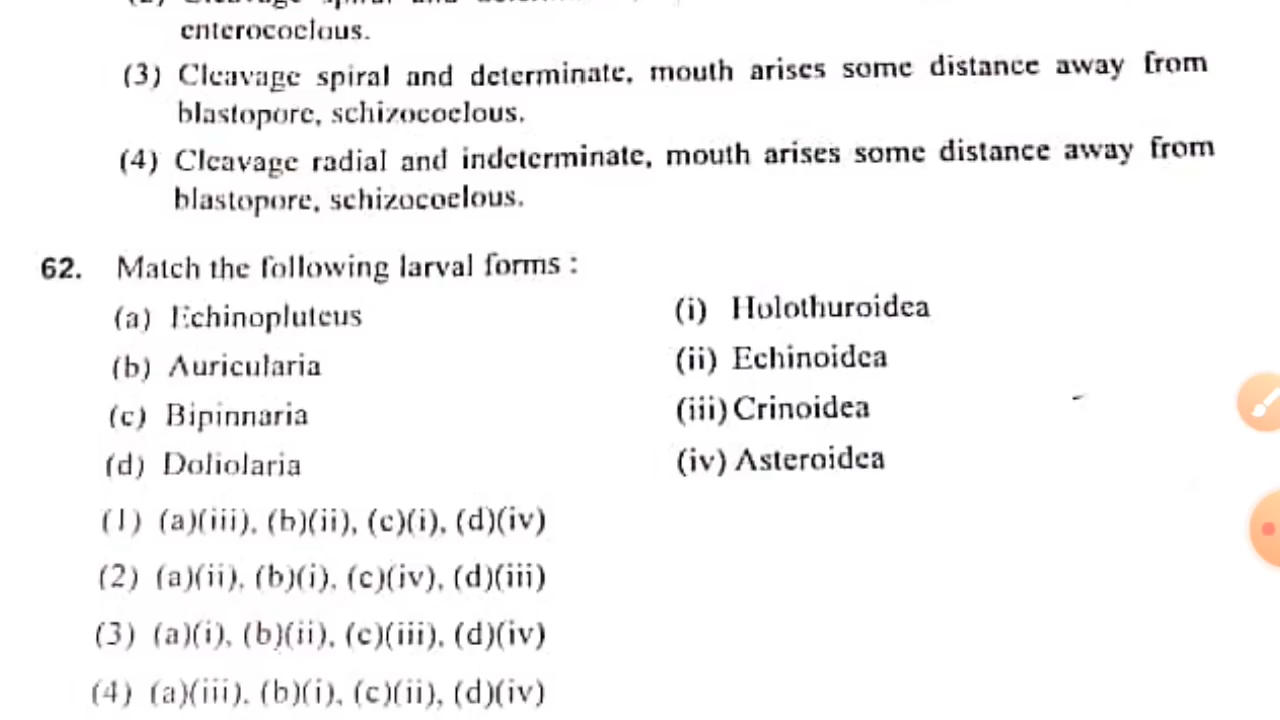 enterocoelous.
(3) Cleavage spiral and determinate, mouth arises some distance away from
blastopore, schizocoelous.
(4) Cleavage radial and indeterminate, mouth arises some distance away from
blastopore, schizocoelous.
62. Match the following larval forms :
(a) Echinopluteus (i) Holothuroidea
(b) Auricularia (ii) Echinoidea
(c) Bipinnaria (iii) Crinoidea
(d) Doliolaria (iv) Asteroidea
(1) (a)(iii), (b)(ii), (c)(i), (d)(iv)
(2) (a)(ii), (b)(i), (c)(iv), (d)(iii)
(3) (a)(i), (b)(ii), (c)(iii), (d)(iv)
(4) (a)(iii), (b)(i), (c)(ii), (d)(iv)